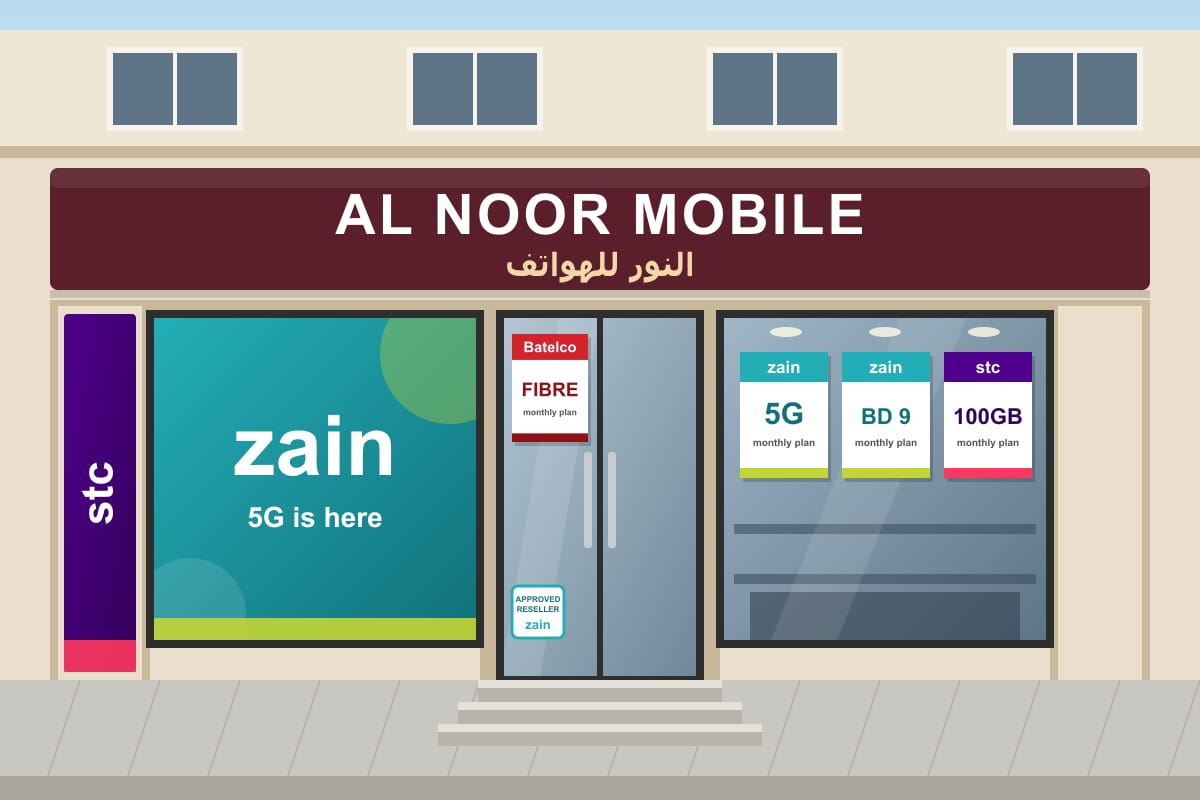 AL NOOR MOBILE
النور للهواتف
stc
zain
5G is here
Batelco
FIBRE
monthly plan
APPROVED
RESELLER
zain
zain
5G
monthly plan
zain
BD 9
monthly plan
stc
100GB
monthly plan